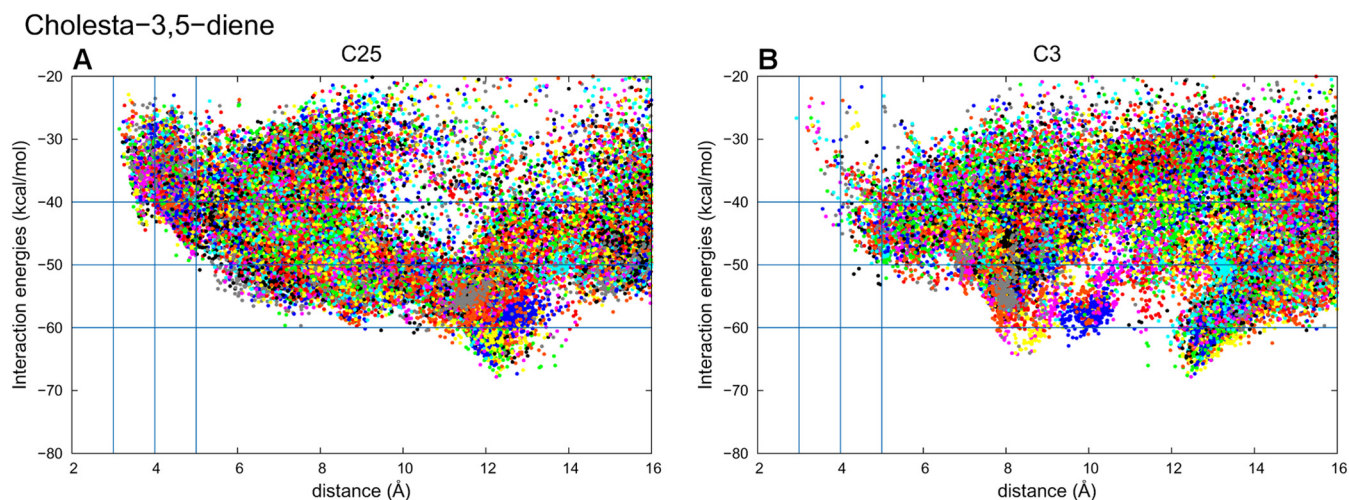 Cholesta−3,5−diene
A
C25
−20
−30
−40
−50
−60
−70
−80
Interaction energies (kcal/mol)
2 4 6 8 10 12 14 16
distance (Å)
B
C3
−20
−30
−40
−50
−60
−70
−80
Interaction energies (kcal/mol)
2 4 6 8 10 12 14 16
distance (Å)